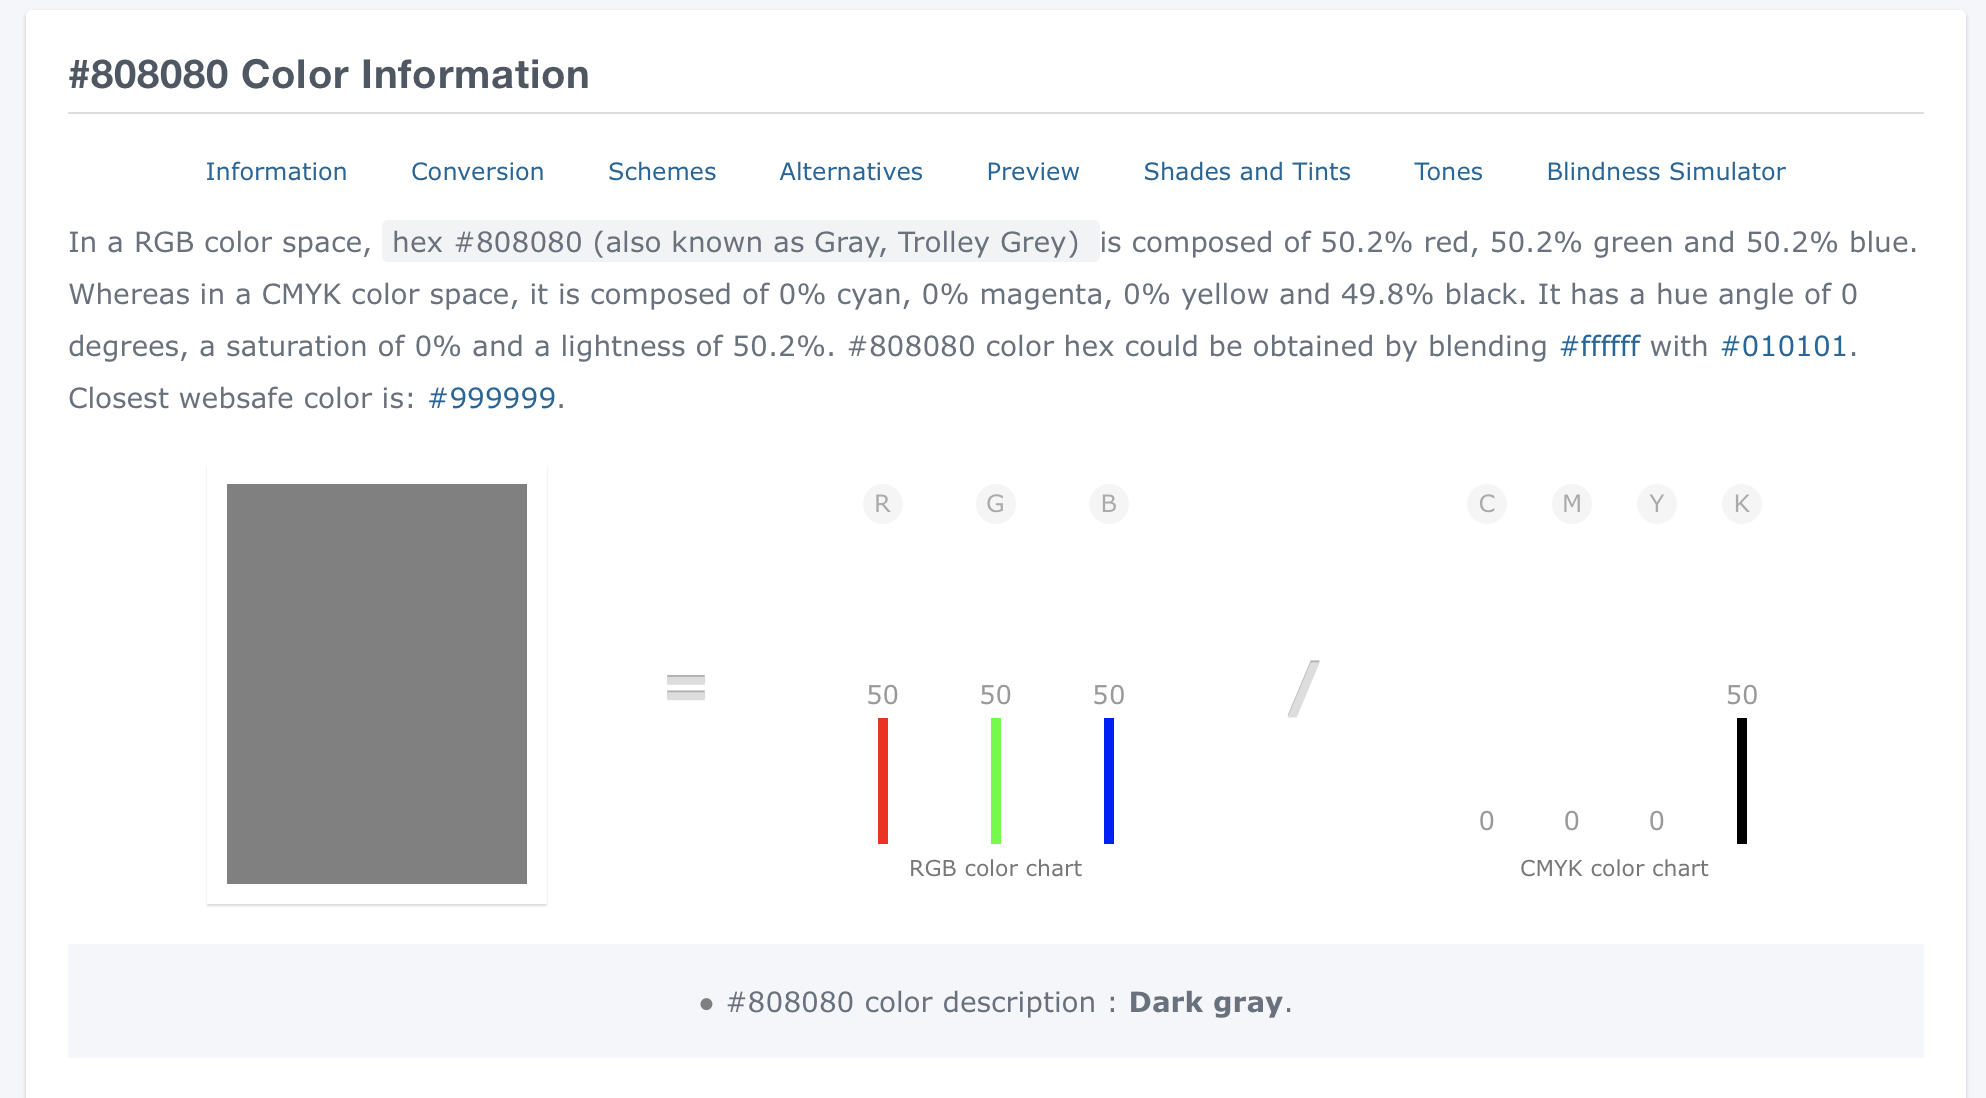 #808080 Color Information
Information Conversion Schemes Alternatives Preview Shades and Tints Tones Blindness Simulator
In a RGB color space, hex #808080 (also known as Gray, Trolley Grey) is composed of 50.2% red, 50.2% green and 50.2% blue.
Whereas in a CMYK color space, it is composed of 0% cyan, 0% magenta, 0% yellow and 49.8% black. It has a hue angle of 0
degrees, a saturation of 0% and a lightness of 50.2%. #808080 color hex could be obtained by blending #ffffff with #010101.
Closest websafe color is: #999999.
R G B
C M Y K
=
50 50 50
/
50
0 0 0
RGB color chart
CMYK color chart
● #808080 color description : Dark gray.